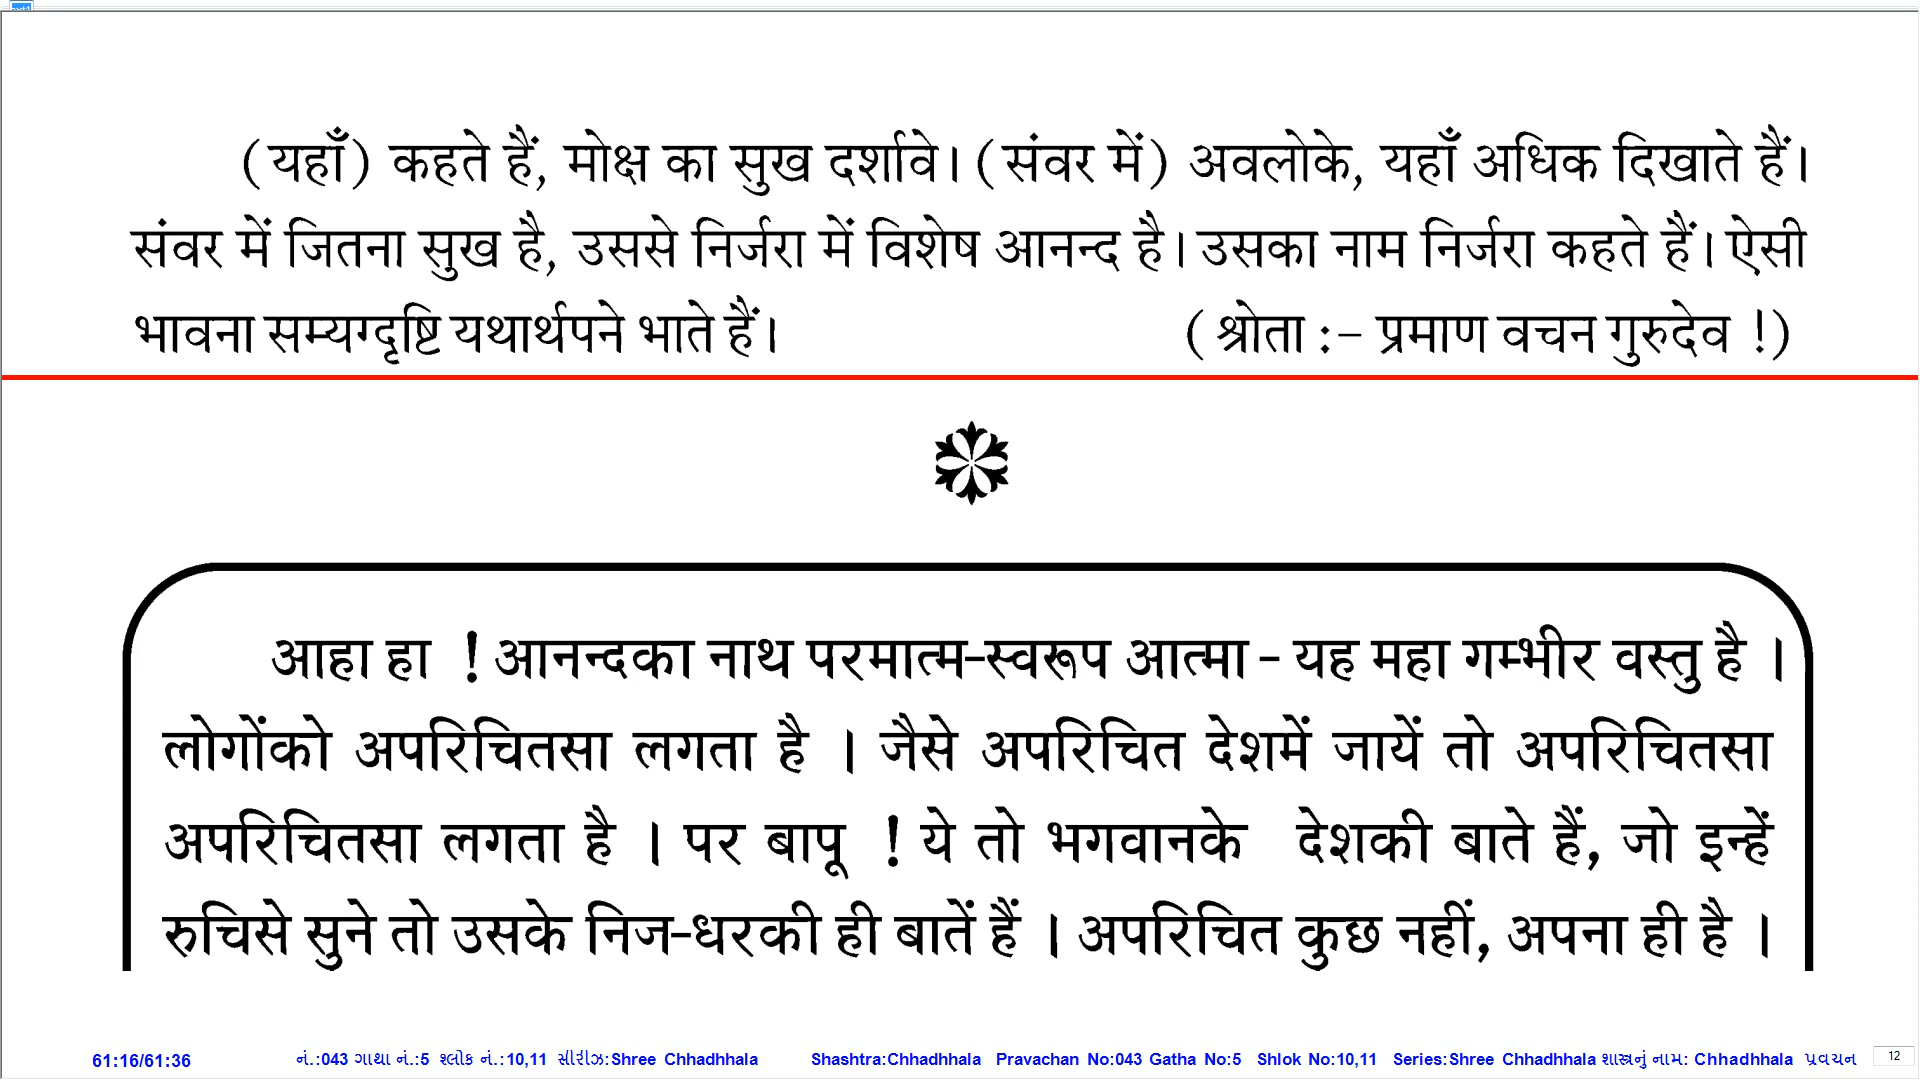 (यहाँ) कहते हैं, मोक्ष का सुख दर्शावे। (संवर में) अवलोके, यहाँ अधिक दिखाते हैं।
संवर में जितना सुख है, उससे निर्जरा में विशेष आनन्द है। उसका नाम निर्जरा कहते हैं। ऐसी
भावना सम्यग्दृष्टि यथार्थपने भाते हैं। (श्रोता :- प्रमाण वचन गुरुदेव !)
आहा हा ! आनन्दका नाथ परमात्म-स्वरूप आत्मा - यह महा गम्भीर वस्तु है ।
लोगोंको अपरिचितसा लगता है । जैसे अपरिचित देशमें जायें तो अपरिचितसा
अपरिचितसा लगता है । पर बापू ! ये तो भगवानके देशकी बाते हैं, जो इन्हें
रुचिसे सुने तो उसके निज-धरकी ही बातें हैं । अपरिचित कुछ नहीं, अपना ही है ।
61:16/61:36 નં.:043 ગાથા નં.:5 શ્લોક નં.:10,11 સીરીઝ:Shree Chhadhhala Shashtra:Chhadhhala Pravachan No:043 Gatha No:5 Shlok No:10,11 Series:Shree Chhadhhala શાસ્ત્રનું નામ: Chhadhhala પ્રવચન 12